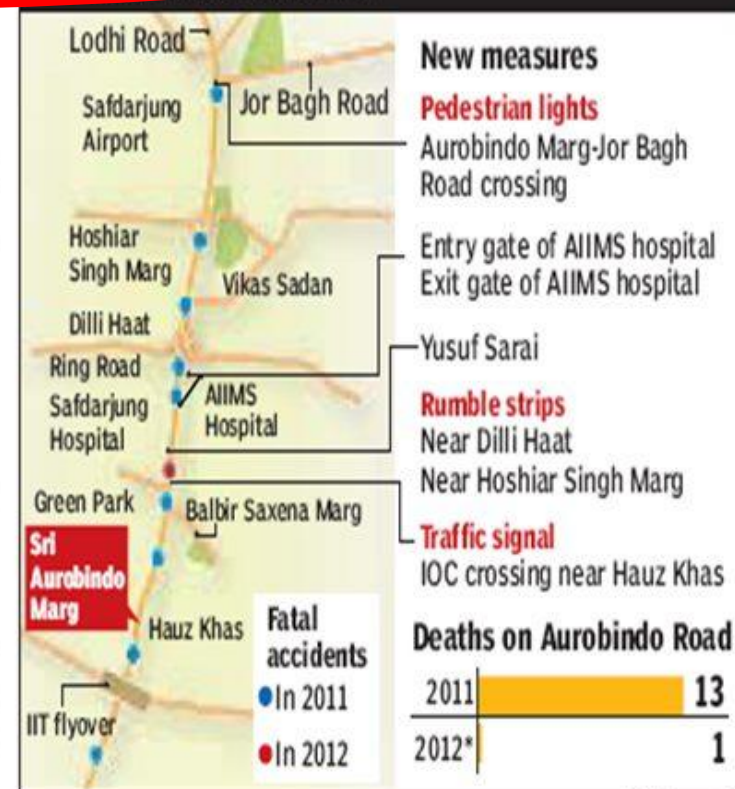 Lodhi Road
Jor Bagh Road
Safdarjung
Airport
Hoshiar
Singh Marg
Vikas Sadan
Dilli Haat
Ring Road
Safdarjung
Hospital
AIIMS
Hospital
Green Park
Balbir Saxena Marg
Sri
Aurobindo
Marg
Hauz Khas
IIT flyover
Fatal
accidents
In 2011
In 2012
New measures
Pedestrian lights
Aurobindo Marg-Jor Bagh
Road crossing
Entry gate of AIIMS hospital
Exit gate of AIIMS hospital
Yusuf Sarai
Rumble strips
Near Dilli Haat
Near Hoshiar Singh Marg
Traffic signal
IOC crossing near Hauz Khas
Deaths on Aurobindo Road
2011 13
2012* 1